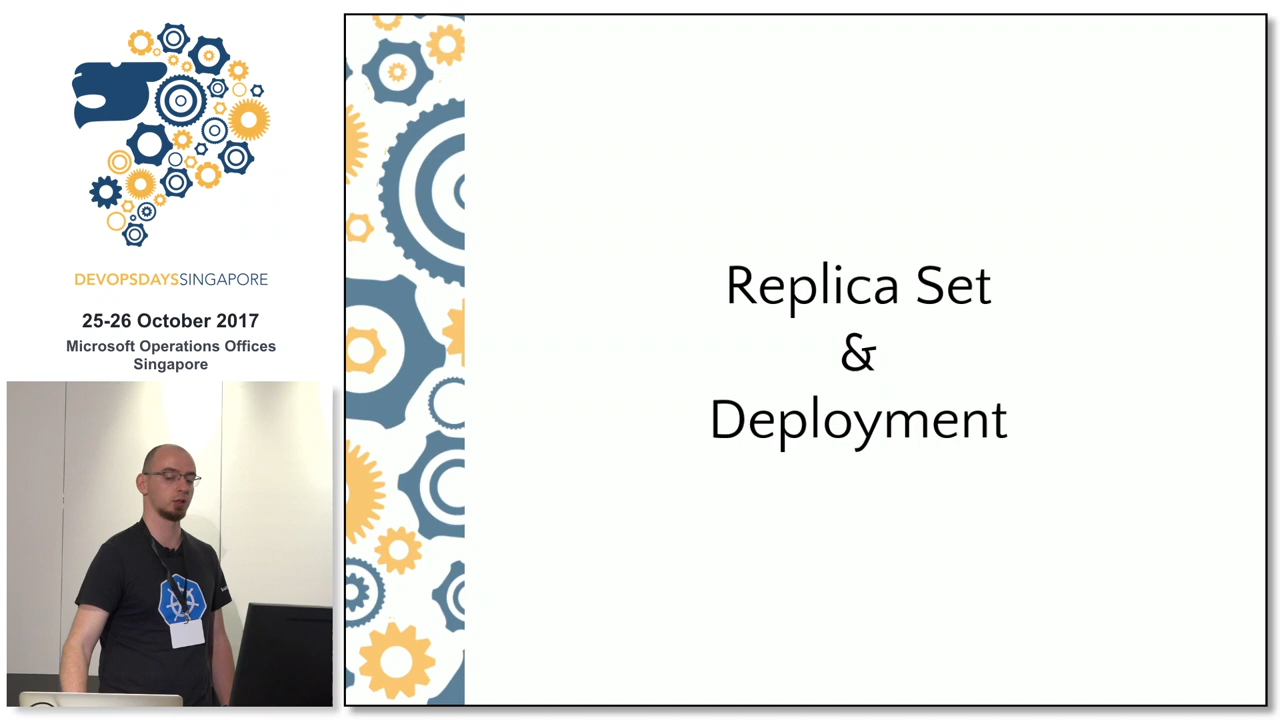 DEVOPSDAYSSINGAPORE
25-26 October 2017
Microsoft Operations Offices
Singapore
Replica Set
&
Deployment